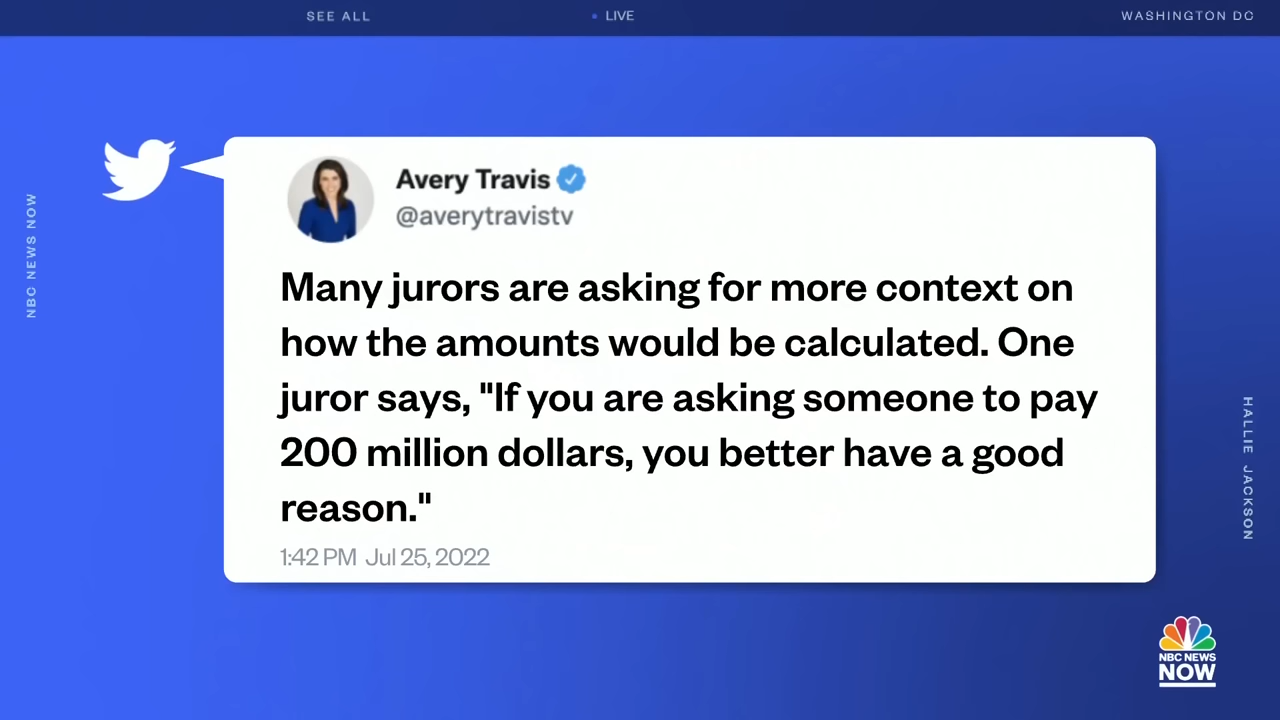 SEE ALL
LIVE
WASHINGTON DC
NBC NEWS NOW
Avery Travis
@averytravistv
Many jurors are asking for more context on
how the amounts would be calculated. One
juror says, "If you are asking someone to pay
200 million dollars, you better have a good
reason."
1:42 PM Jul 25, 2022
HALLIE JACKSON
NBC NEWS
NOW